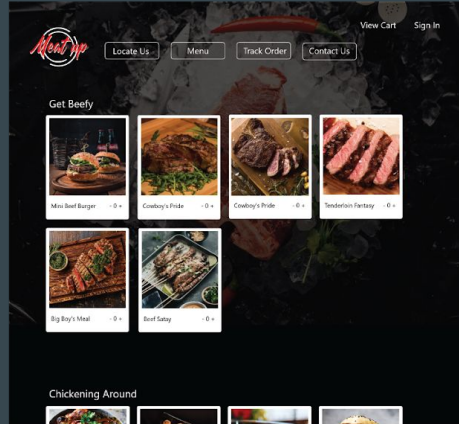 View Cart Sign In
Meat up
Locate Us Menu Track Order Contact Us
Get Beefy
Mini Beef Burger - 0 + Cowboy's Pride - 0 + Cowboy's Pride - 0 + Tenderloin Fantasy - 0 +
Big Boy's Meal - 0 + Beef Satay - 0 +
Chickening Around